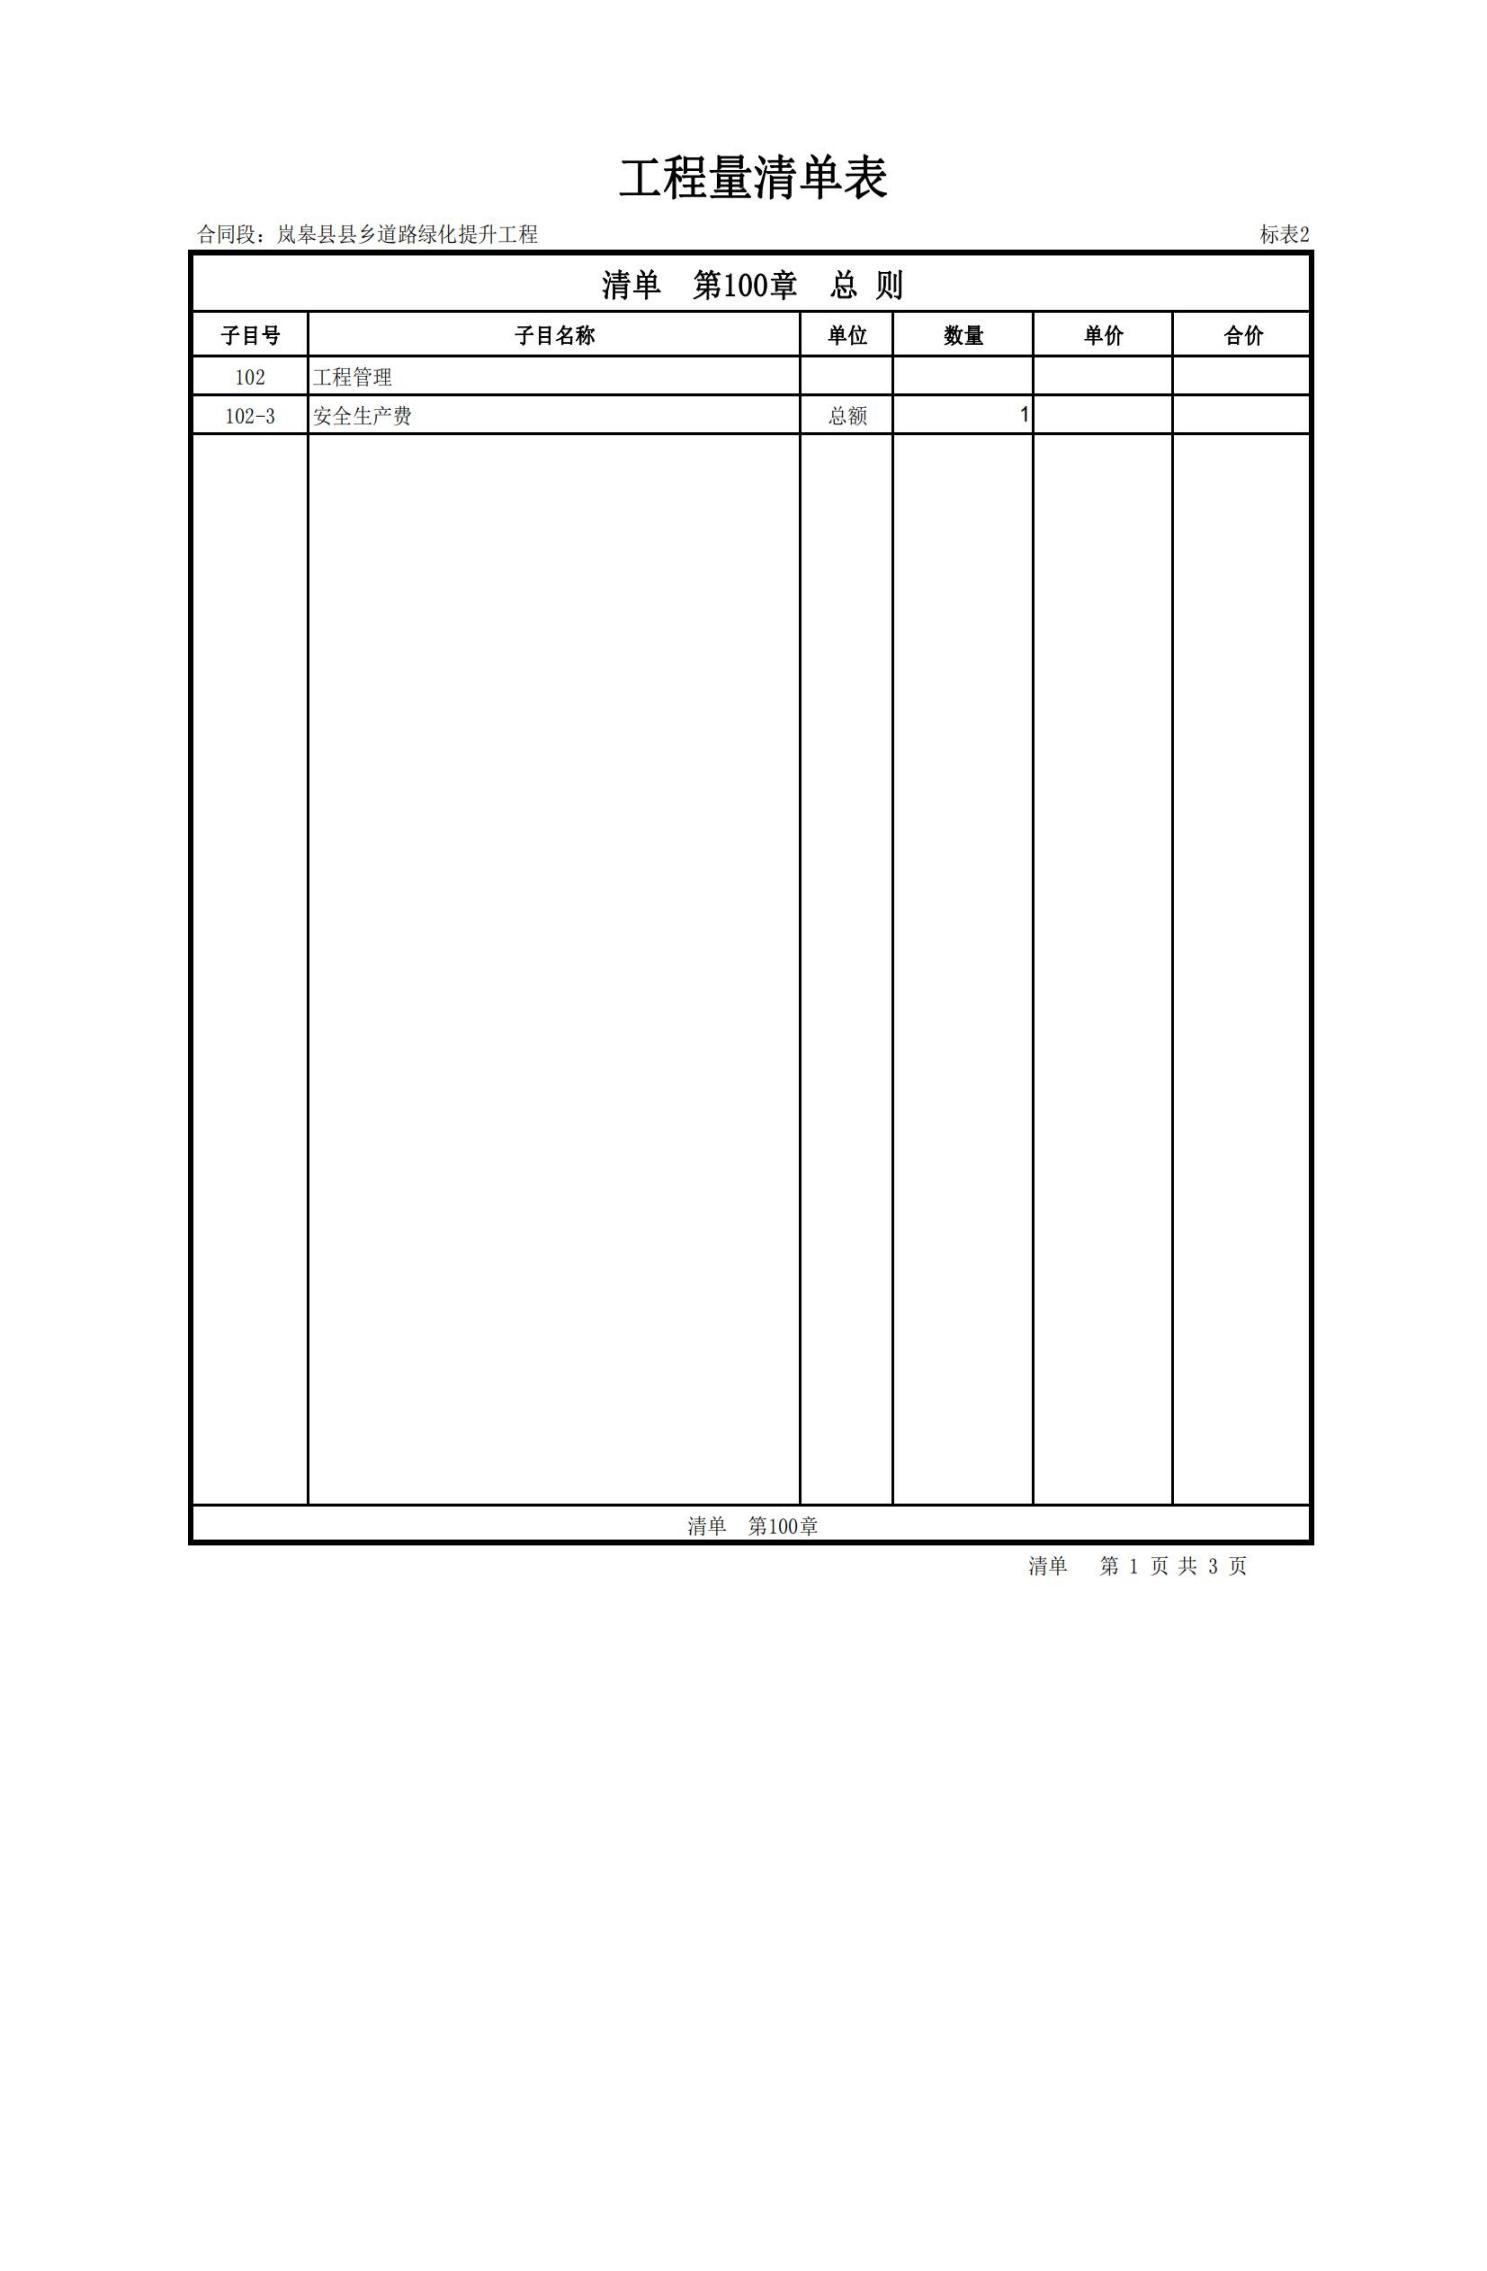 工程量清单表
合同段：岚皋县县乡道路绿化提升工程 标表2
清单 第100章 总 则
子目号 子目名称 单位 数量 单价 合价
102 工程管理
102-3 安全生产费 总额 1
清单 第100章
清单 第 1 页 共 3 页